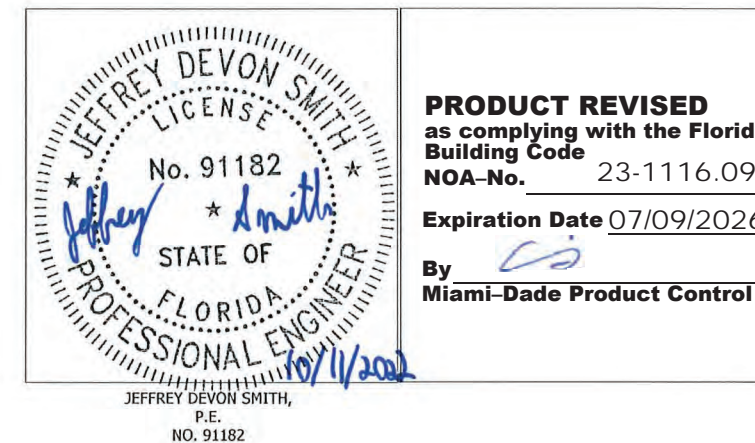 JEFFREY DEVON SMITH
LICENSE
No. 91182
Jeffrey Smith
STATE OF
FLORIDA
PROFESSIONAL ENGINEER
10/11/2022
JEFFREY DEVON SMITH,
P.E.
NO. 91182
PRODUCT REVISED
as complying with the Florid
Building Code
NOA–No. 23-1116.09
Expiration Date 07/09/2026
By
Miami–Dade Product Control